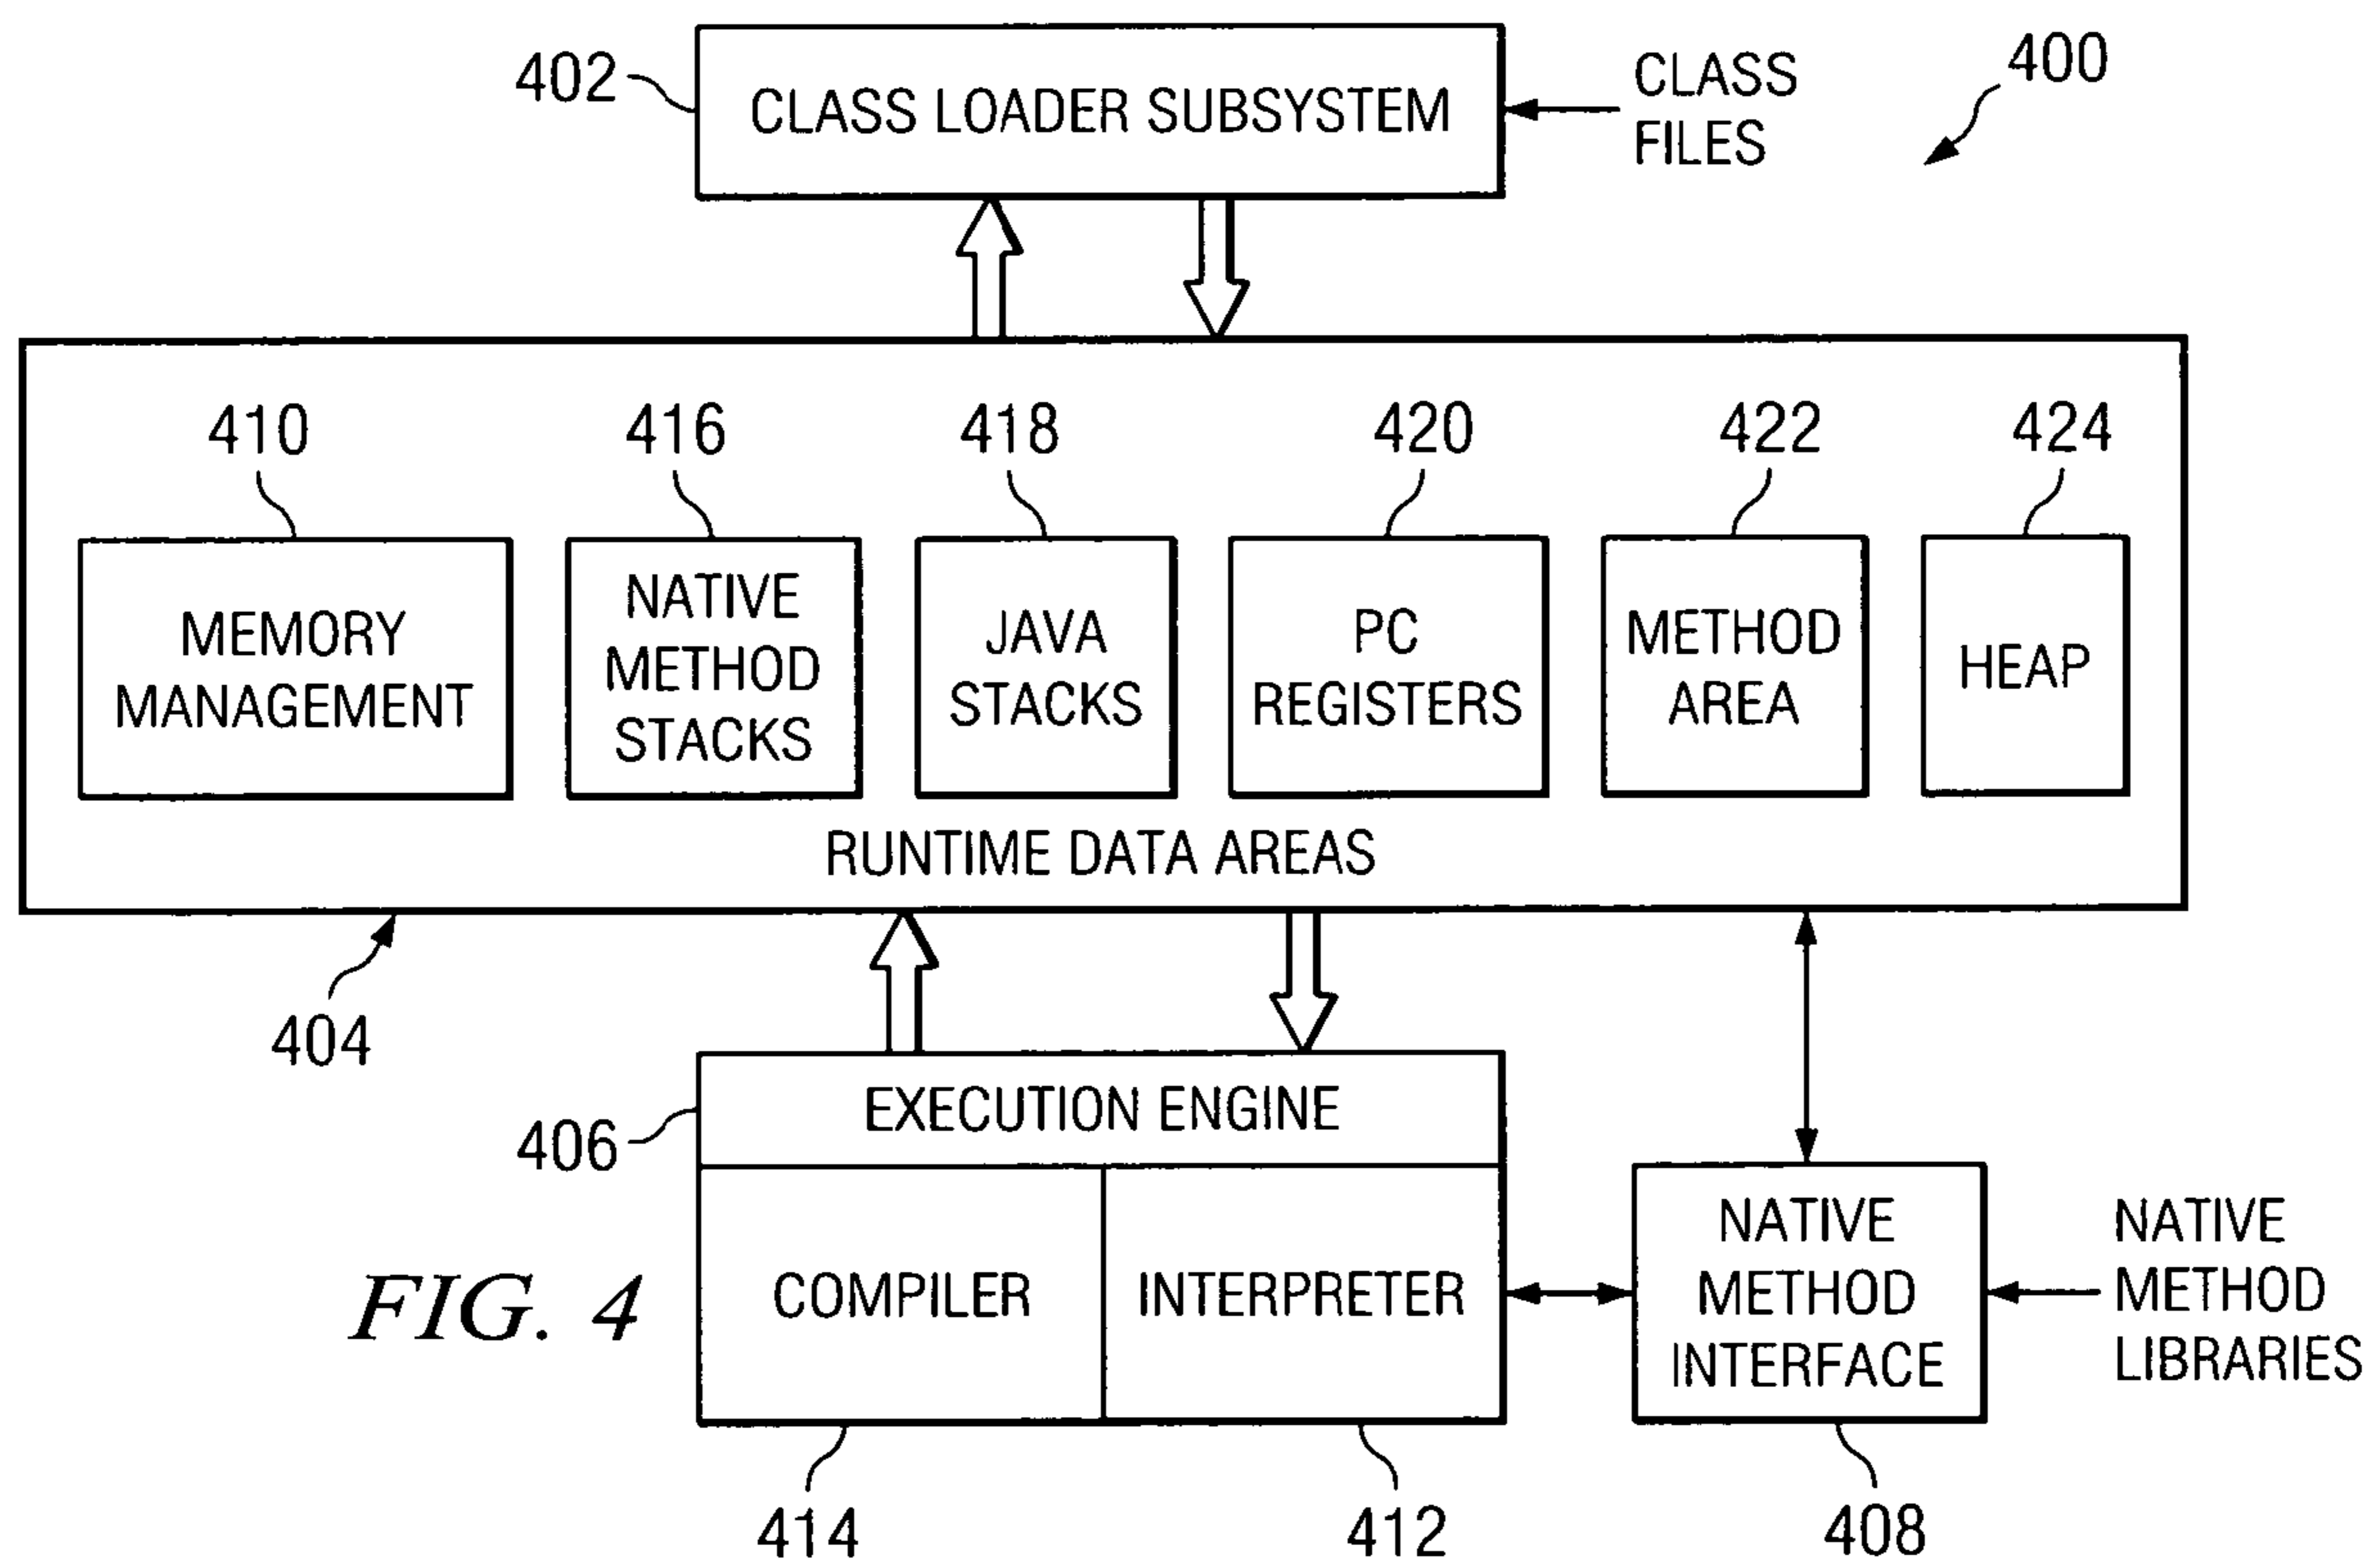 402
CLASS LOADER SUBSYSTEM
CLASS
FILES
400
410
416
418
420
422
424
MEMORY
MANAGEMENT
NATIVE
METHOD
STACKS
JAVA
STACKS
PC
REGISTERS
METHOD
AREA
HEAP
RUNTIME DATA AREAS
404
406
EXECUTION ENGINE
COMPILER
INTERPRETER
NATIVE
METHOD
INTERFACE
NATIVE
METHOD
LIBRARIES
FIG. 4
414
412
408